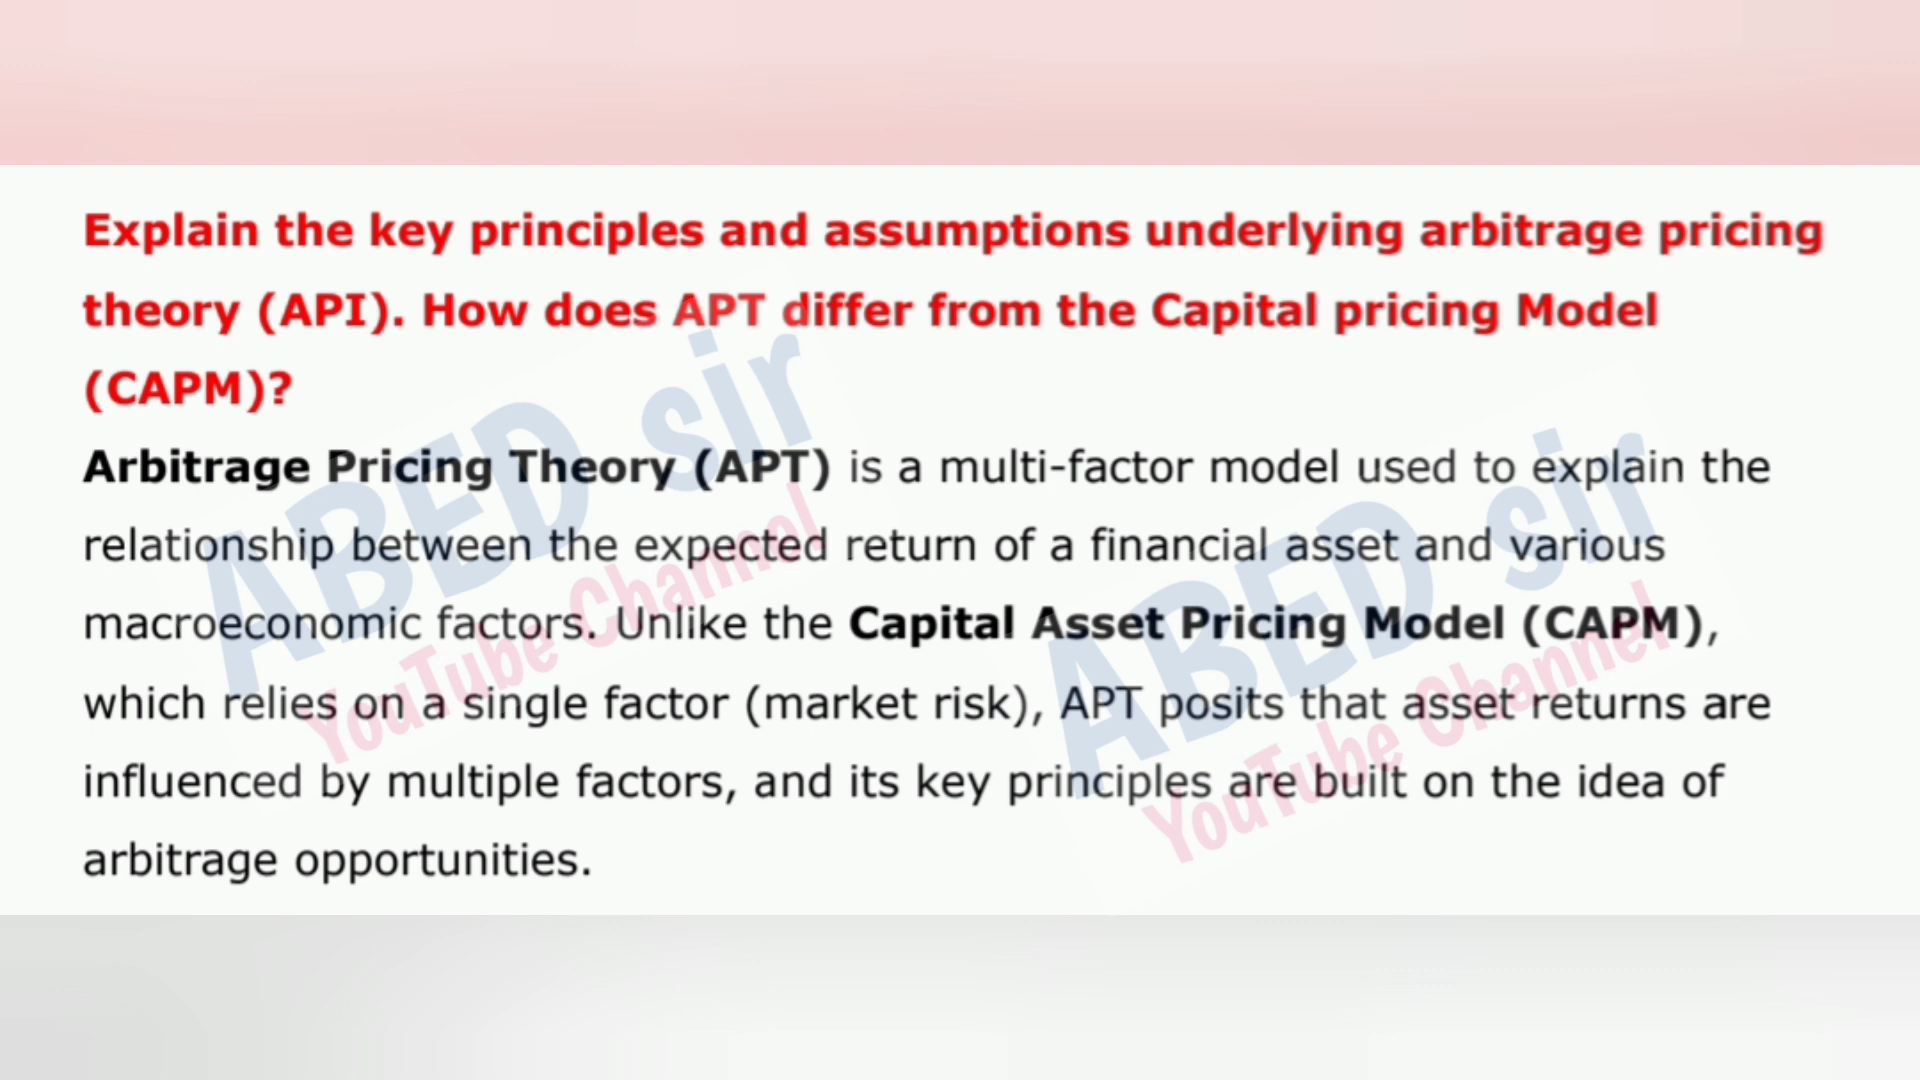 Explain the key principles and assumptions underlying arbitrage pricing
theory (API). How does APT differ from the Capital pricing Model
(CAPM)?
Arbitrage Pricing Theory (APT) is a multi-factor model used to explain the
relationship between the expected return of a financial asset and various
macroeconomic factors. Unlike the Capital Asset Pricing Model (CAPM),
which relies on a single factor (market risk), APT posits that asset returns are
influenced by multiple factors, and its key principles are built on the idea of
arbitrage opportunities.
ABED sir
YouTube Channel
ABED sir
YouTube Channel